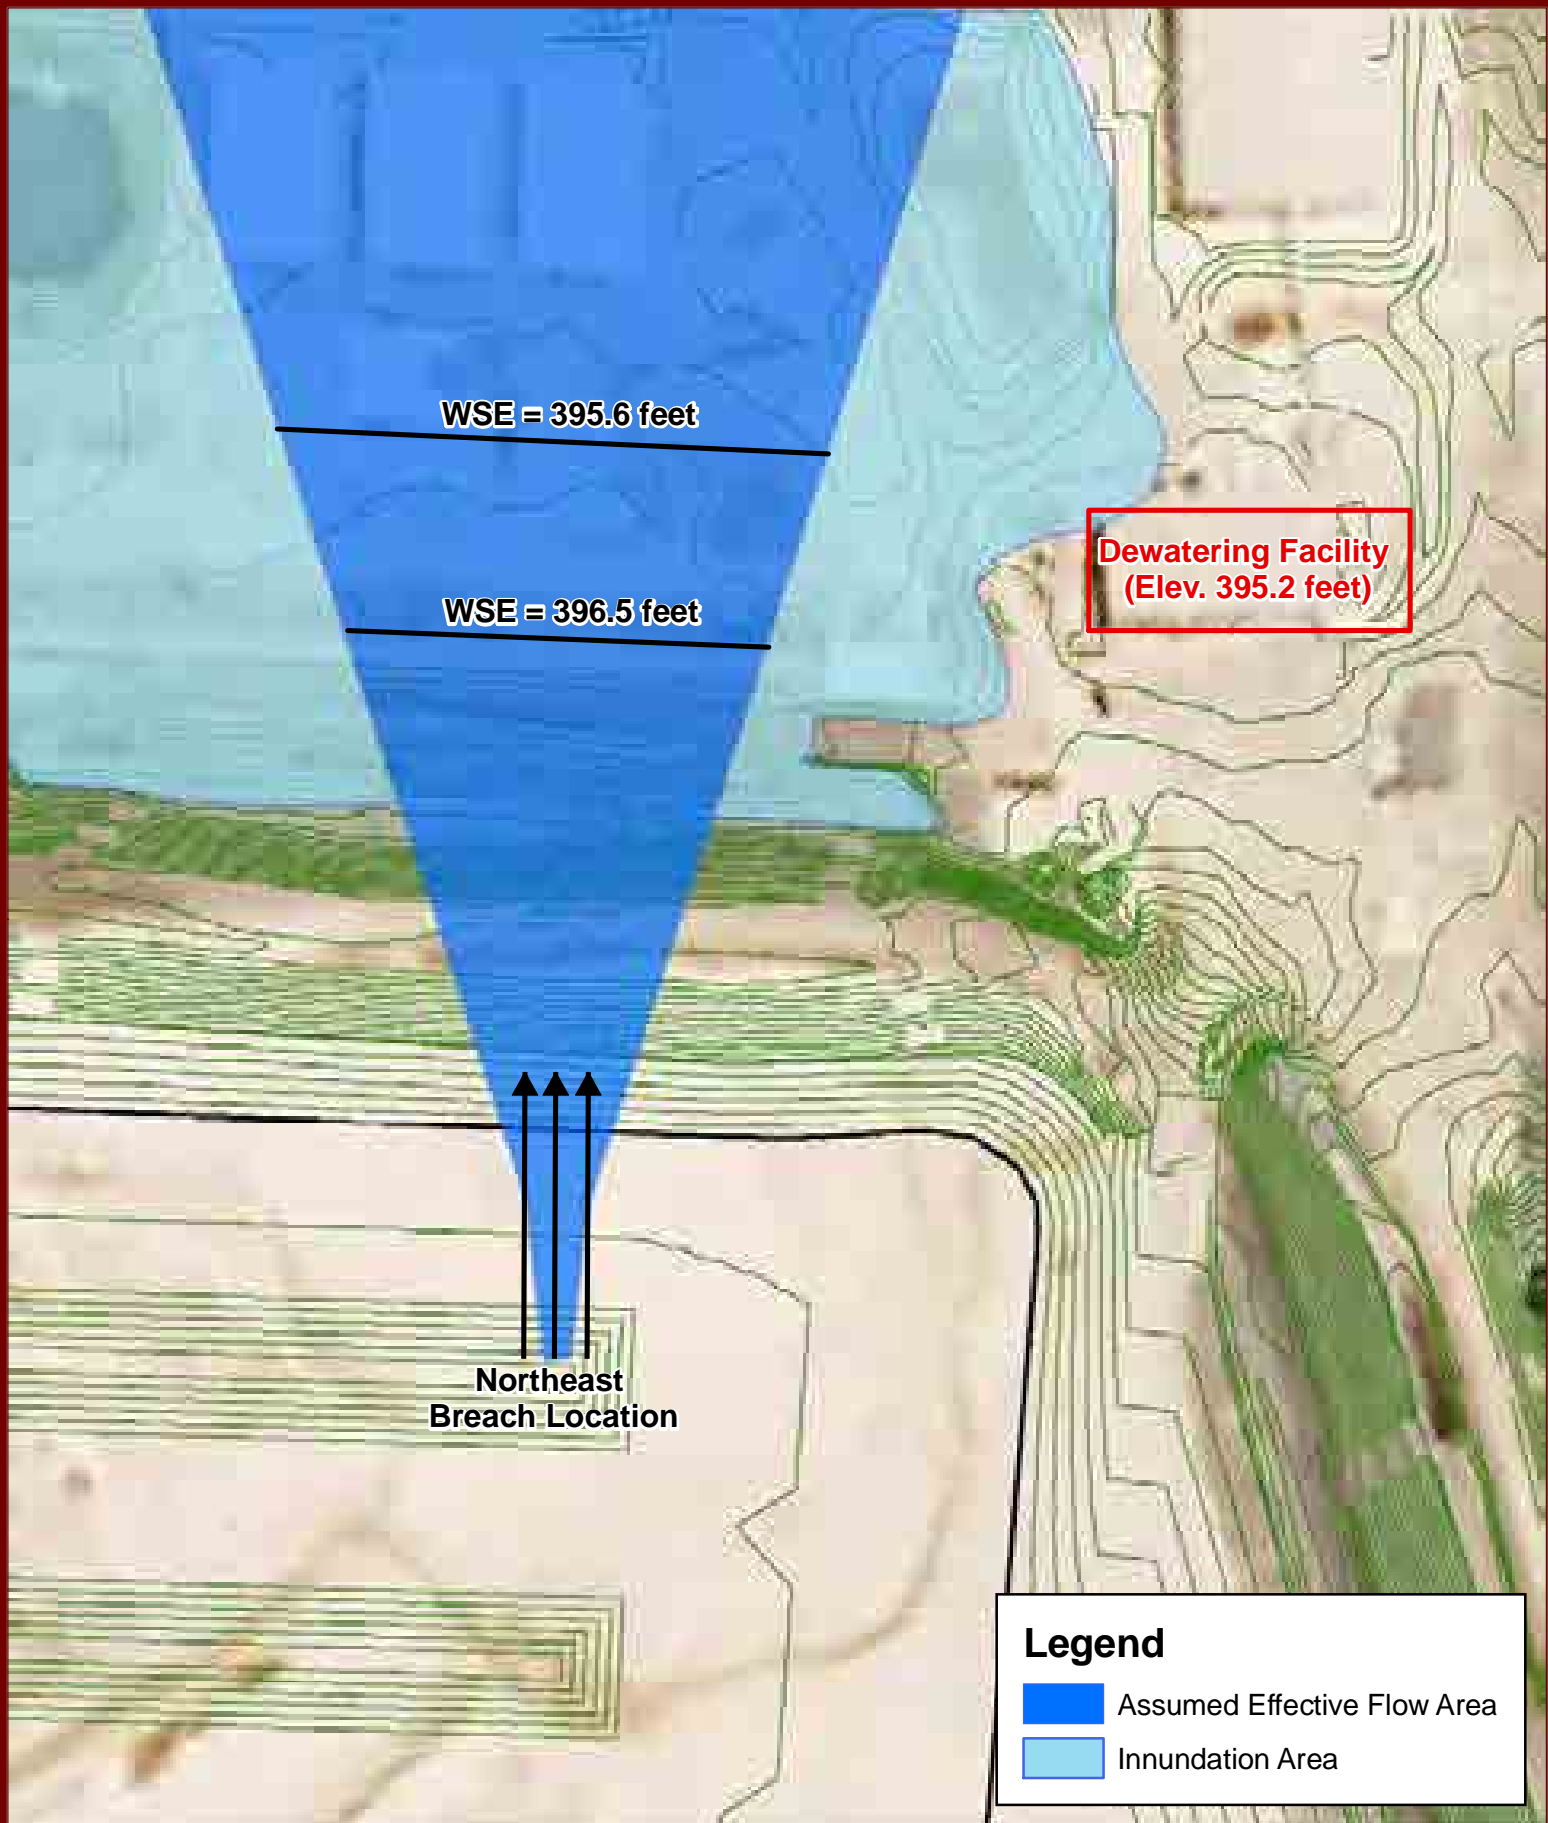 WSE = 395.6 feet
Dewatering Facility
(Elev. 395.2 feet)
WSE = 396.5 feet
Northeast
Breach Location
Legend
Assumed Effective Flow Area
Innundation Area